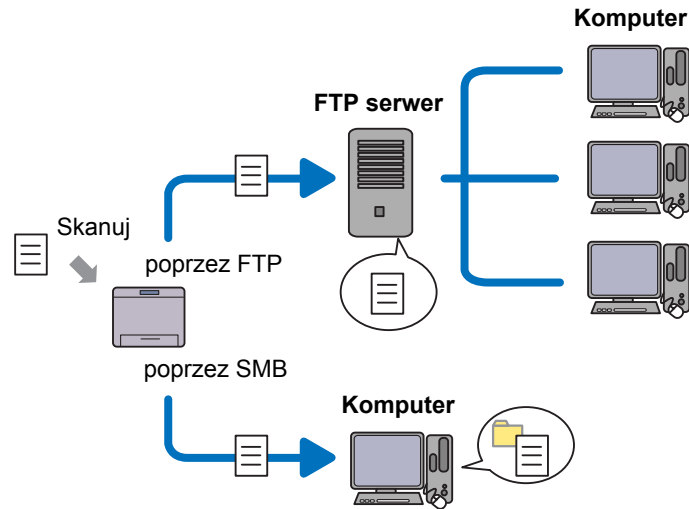 Komputer
FTP serwer
Skanuj
poprzez FTP
poprzez SMB
Komputer